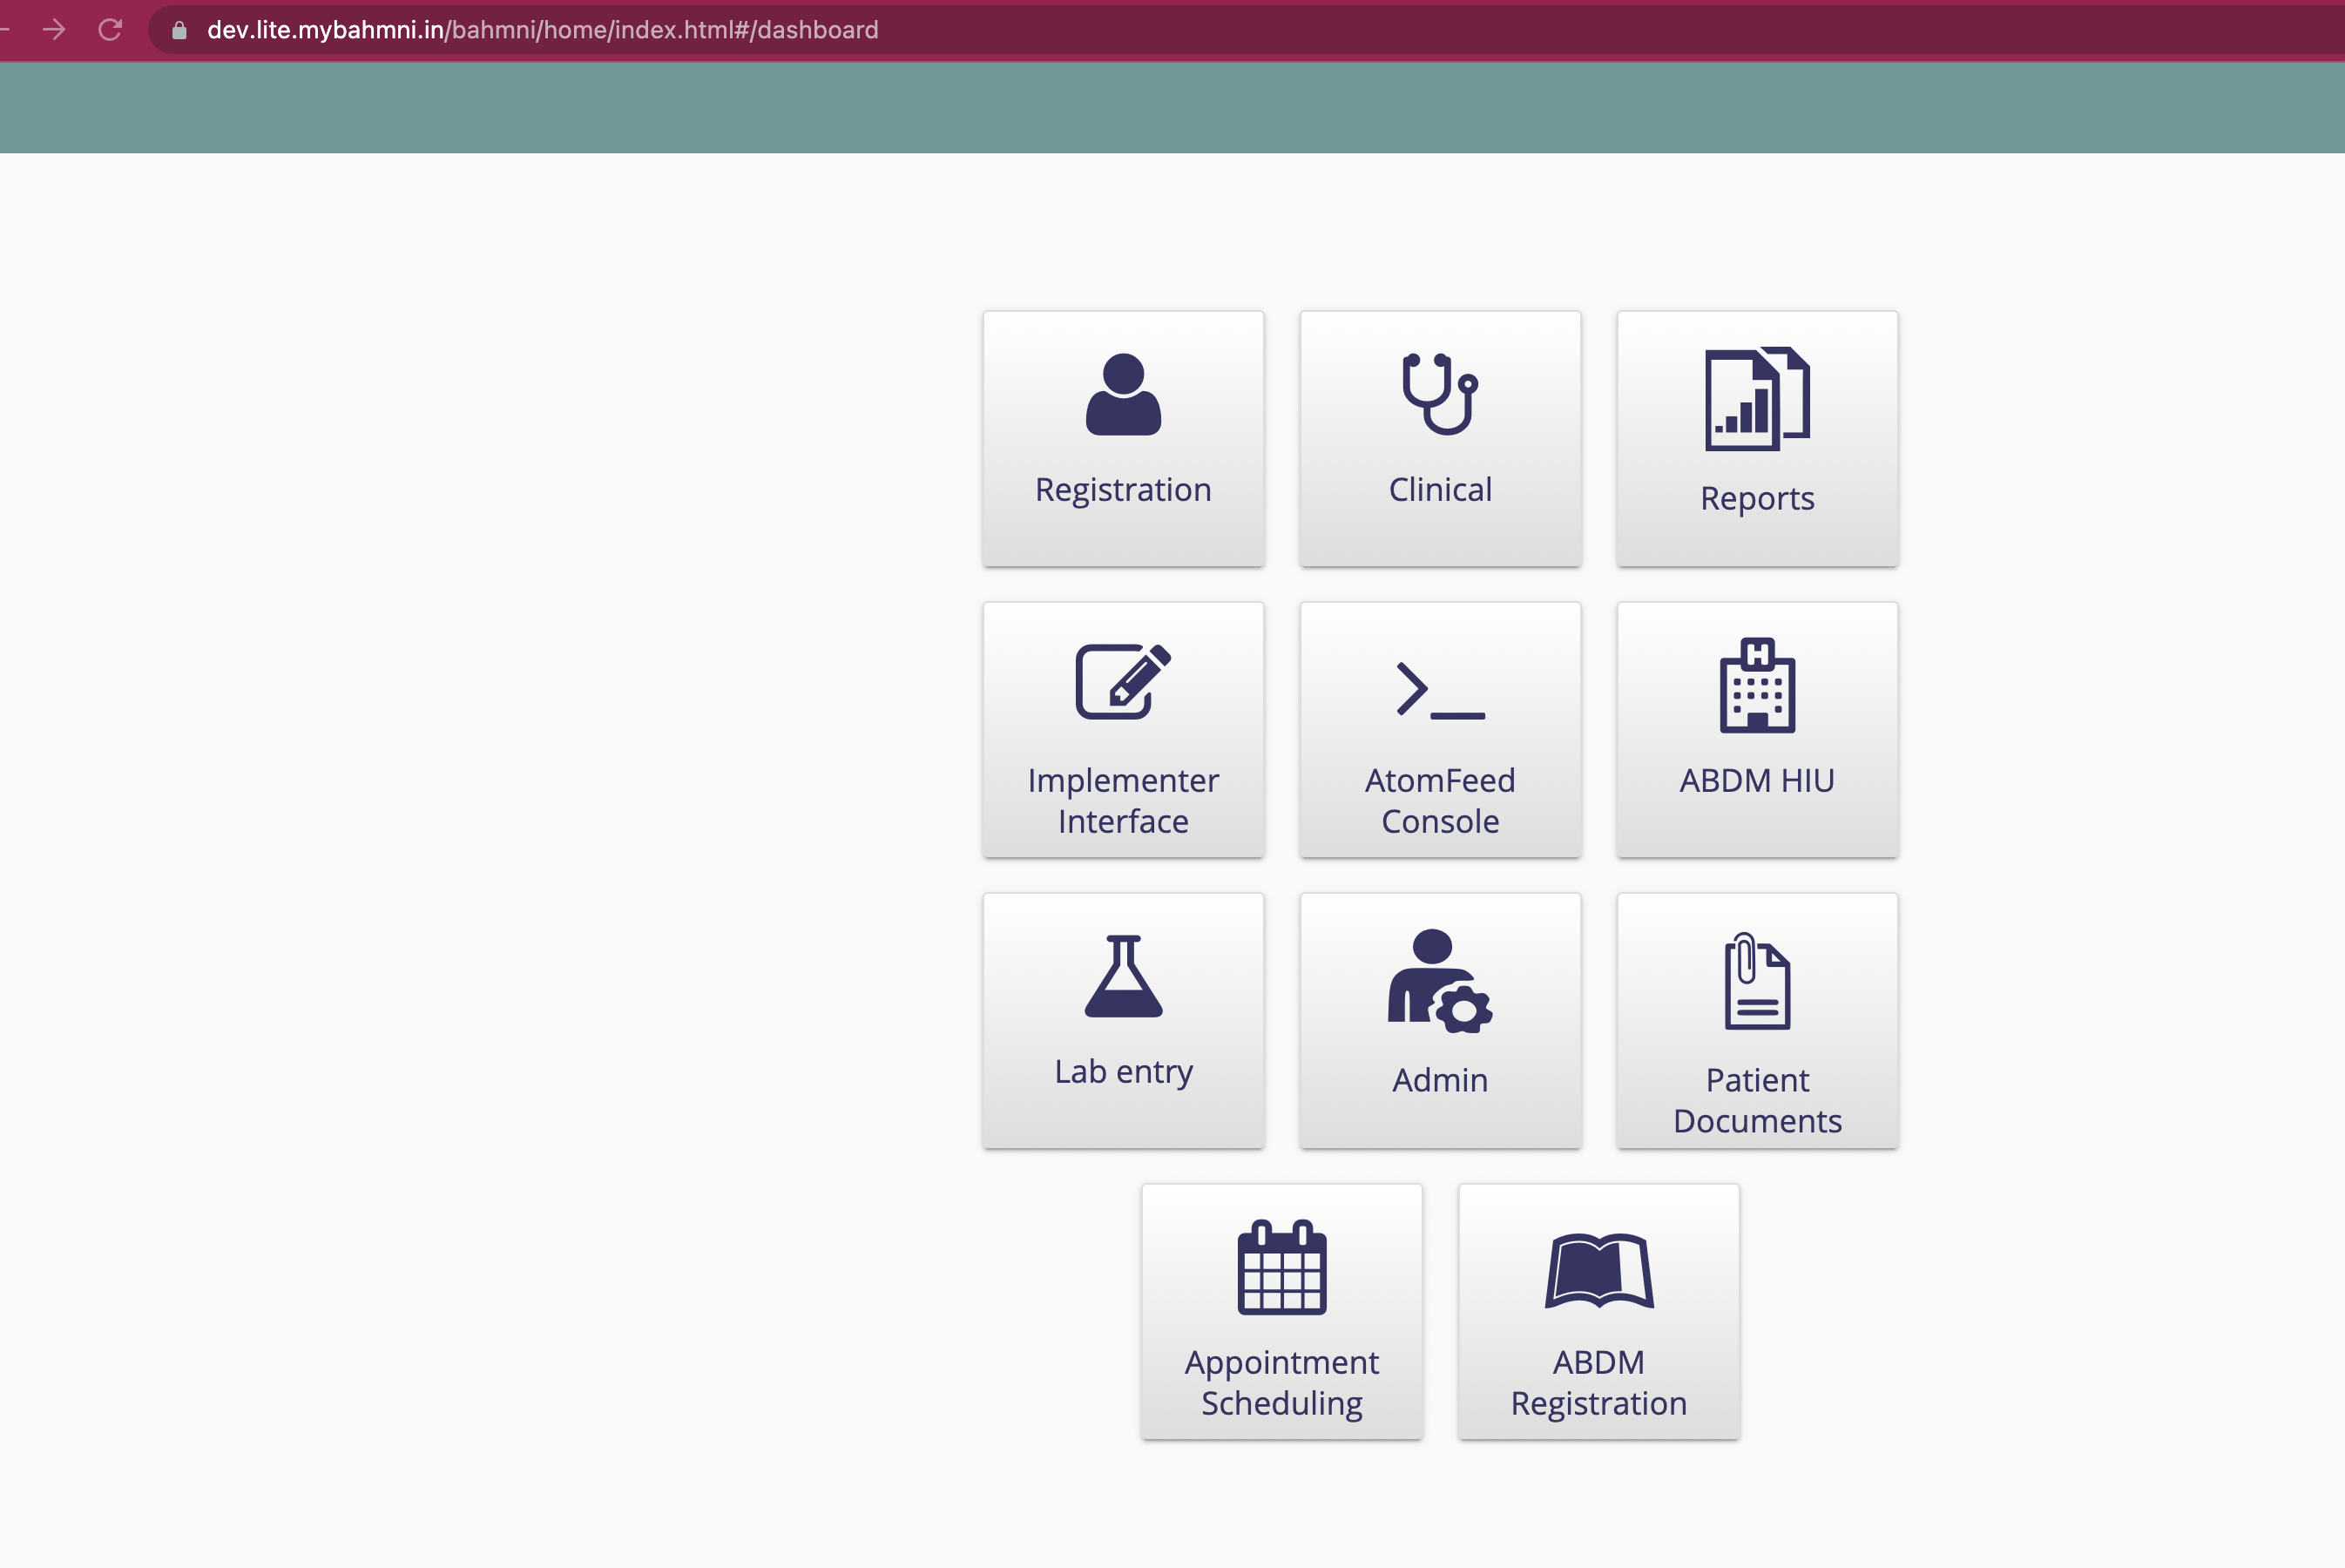 dev.lite.mybahmni.in/bahmni/home/index.html#/dashboard
Registration
Clinical
Reports
Implementer
Interface
AtomFeed
Console
H
ABDM HIU
Lab entry
Admin
Patient
Documents
Appointment
Scheduling
ABDM
Registration